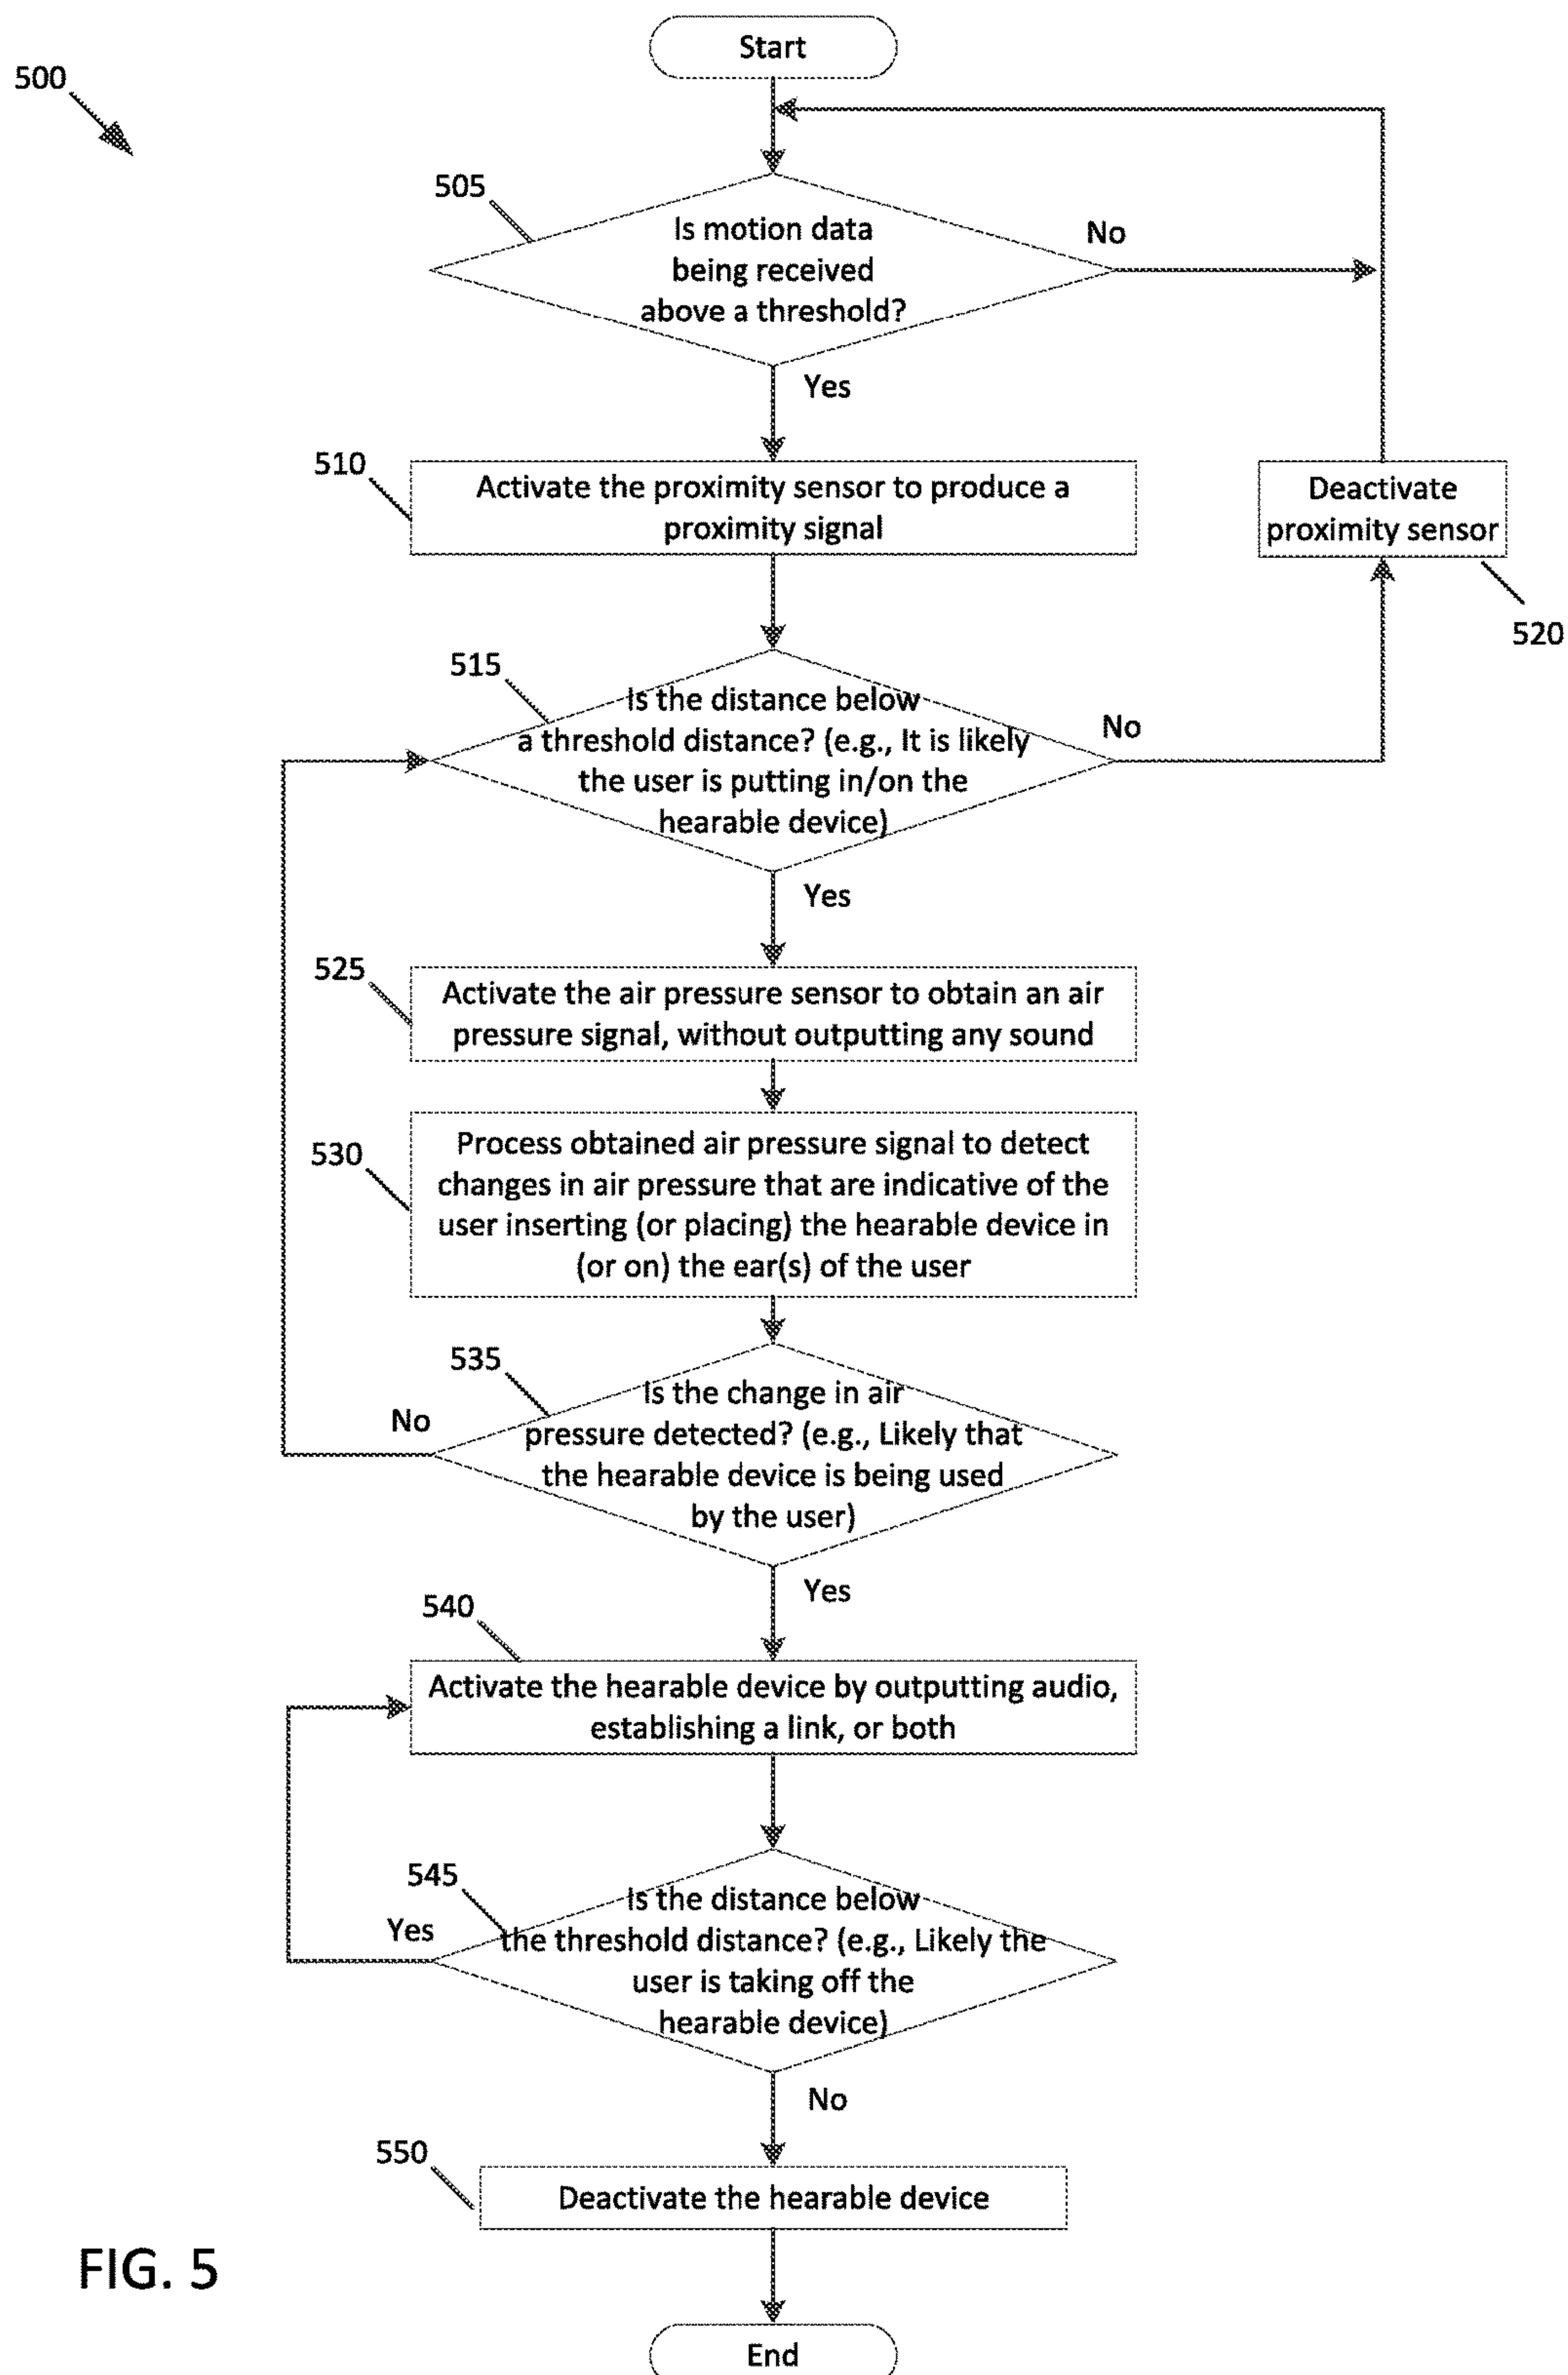 Start
500
505
Is motion data
being received
above a threshold?
No
Yes
510
Activate the proximity sensor to produce a
proximity signal
Deactivate
proximity sensor
520
515
Is the distance below
a threshold distance? (e.g., It is likely
the user is putting in/on the
hearable device)
No
Yes
525
Activate the air pressure sensor to obtain an air
pressure signal, without outputting any sound
530
Process obtained air pressure signal to detect
changes in air pressure that are indicative of the
user inserting (or placing) the hearable device in
(or on) the ear(s) of the user
535
Is the change in air
pressure detected? (e.g., Likely that
the hearable device is being used
by the user)
No
Yes
540
Activate the hearable device by outputting audio,
establishing a link, or both
545
Is the distance below
the threshold distance? (e.g., Likely the
user is taking off the
hearable device)
Yes
No
550
Deactivate the hearable device
FIG. 5
End